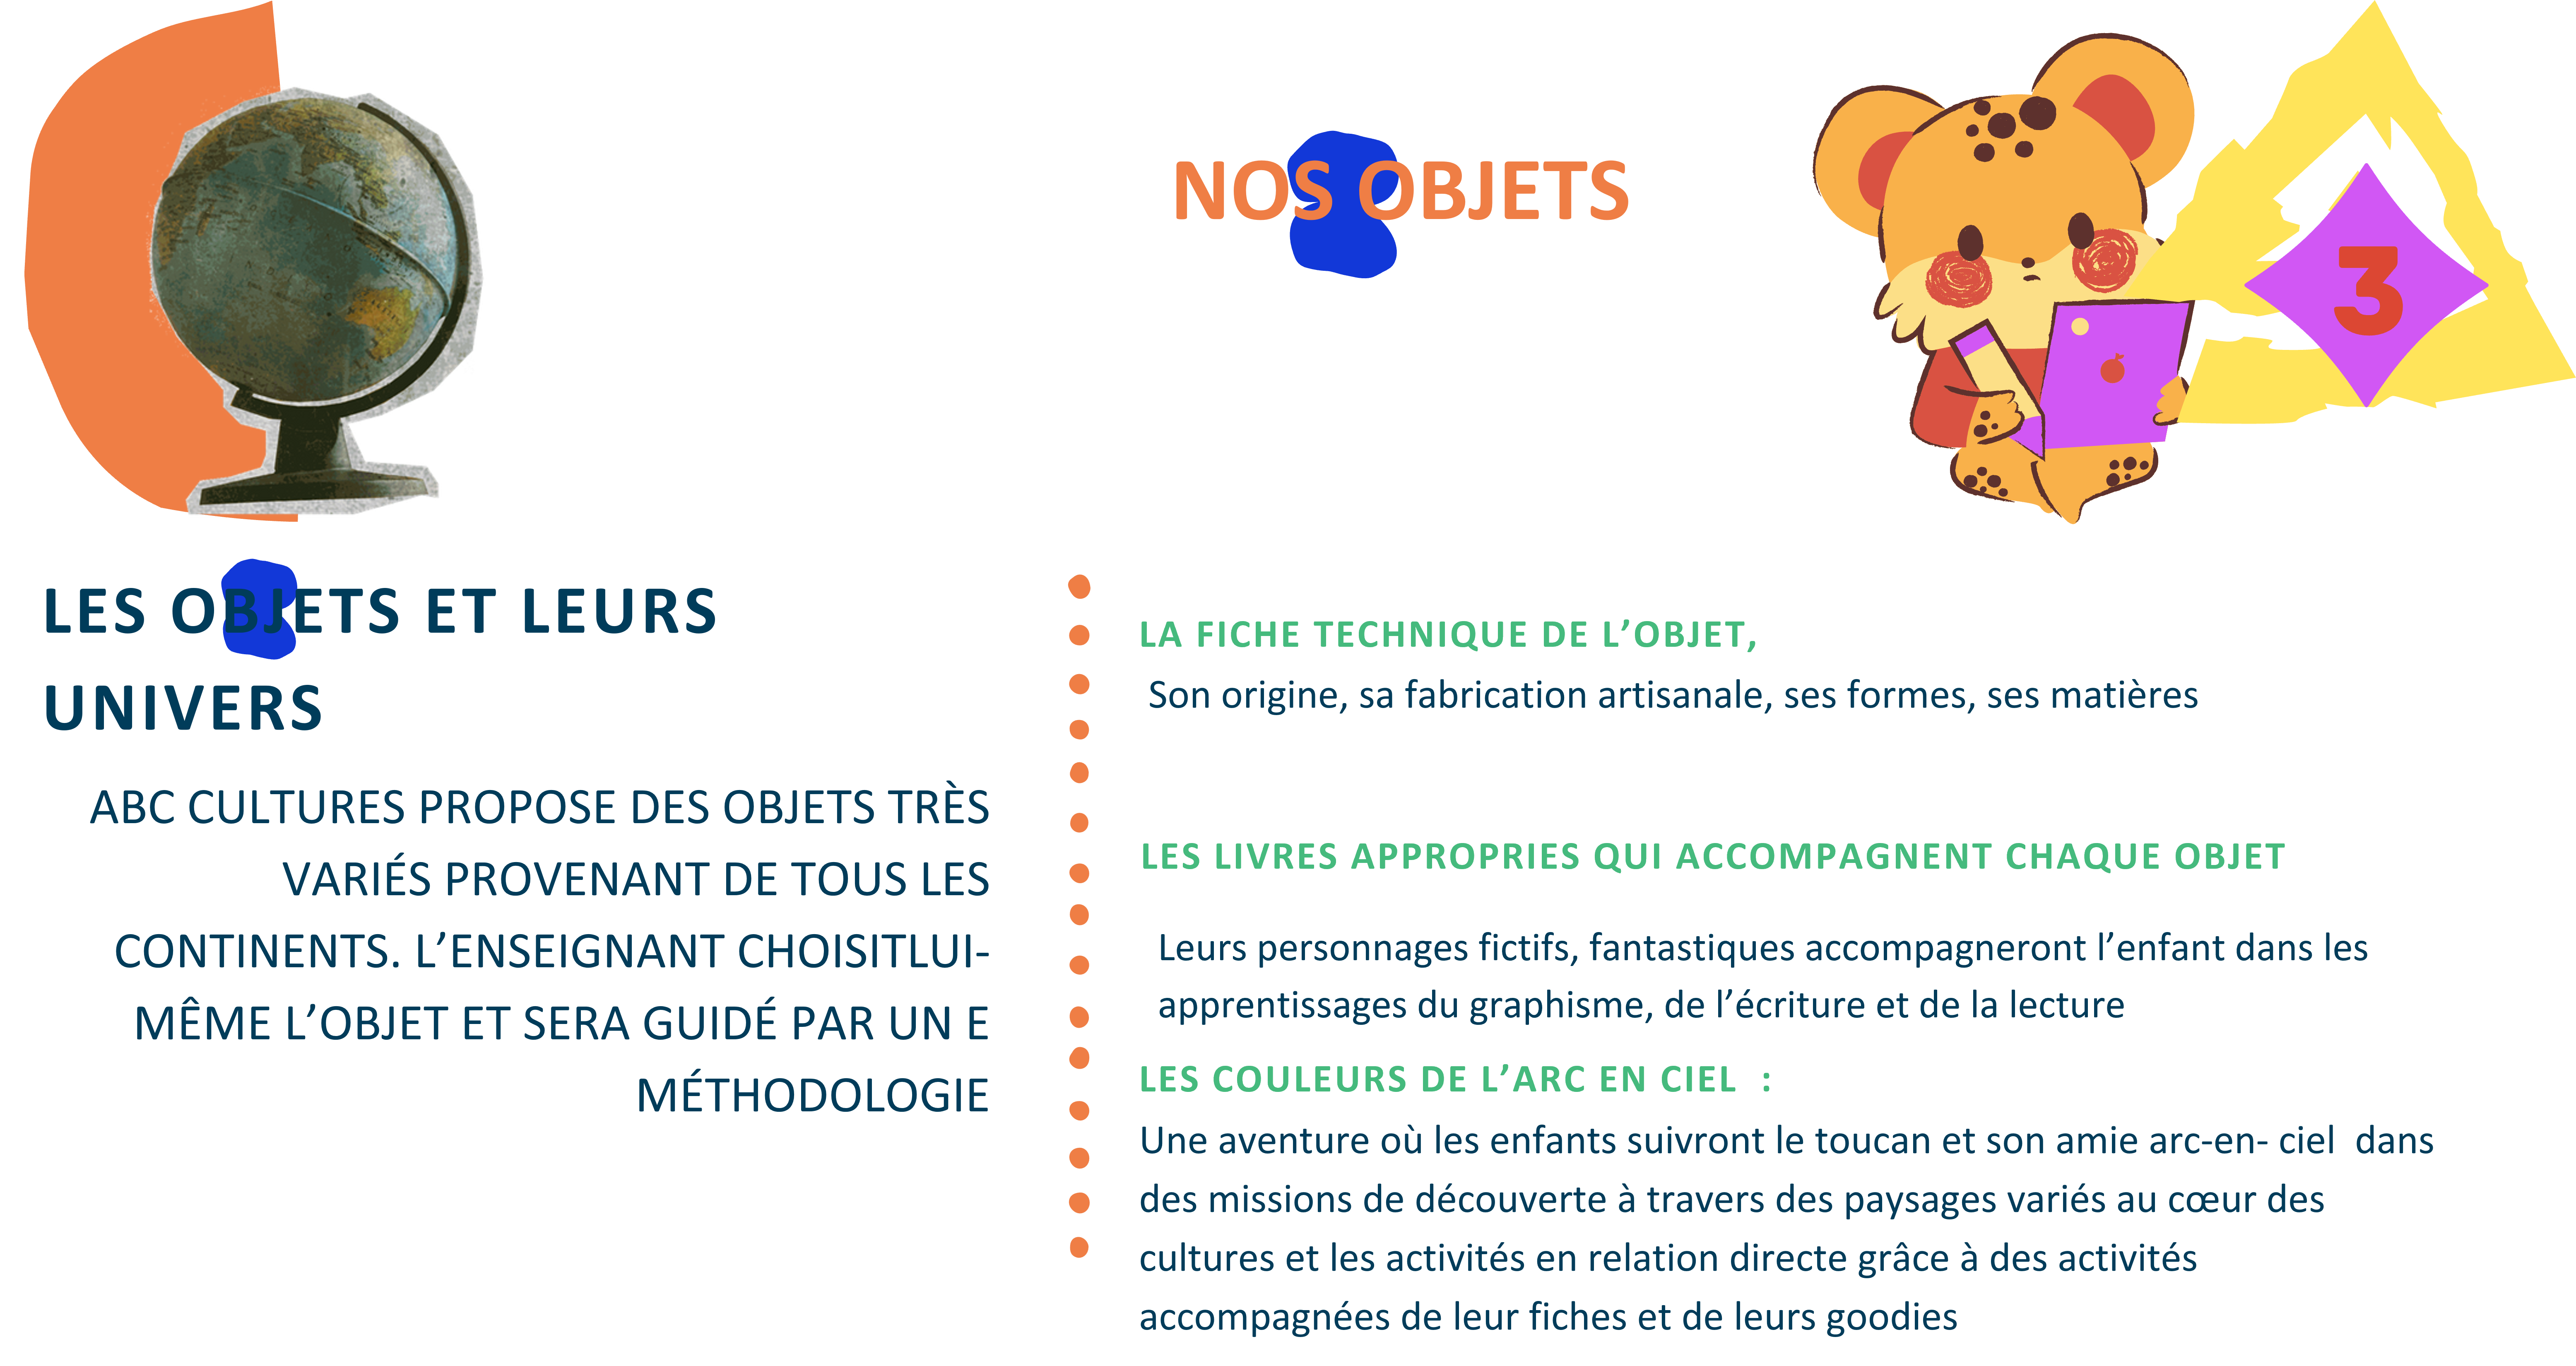 NOS OBJETS
3
LES OBJETS ET LEURS
UNIVERS
ABC CULTURES PROPOSE DES OBJETS TRÈS
VARIÉS PROVENANT DE TOUS LES
CONTINENTS. L’ENSEIGNANT CHOISITLUI-
MÊME L’OBJET ET SERA GUIDÉ PAR UN E
MÉTHODOLOGIE
LA FICHE TECHNIQUE DE L’OBJET,
Son origine, sa fabrication artisanale, ses formes, ses matières
LES LIVRES APPROPRIES QUI ACCOMPAGNENT CHAQUE OBJET
Leurs personnages fictifs, fantastiques accompagneront l’enfant dans les
apprentissages du graphisme, de l’écriture et de la lecture
LES COULEURS DE L’ARC EN CIEL :
Une aventure où les enfants suivront le toucan et son amie arc-en- ciel dans
des missions de découverte à travers des paysages variés au cœur des
cultures et les activités en relation directe grâce à des activités
accompagnées de leur fiches et de leurs goodies